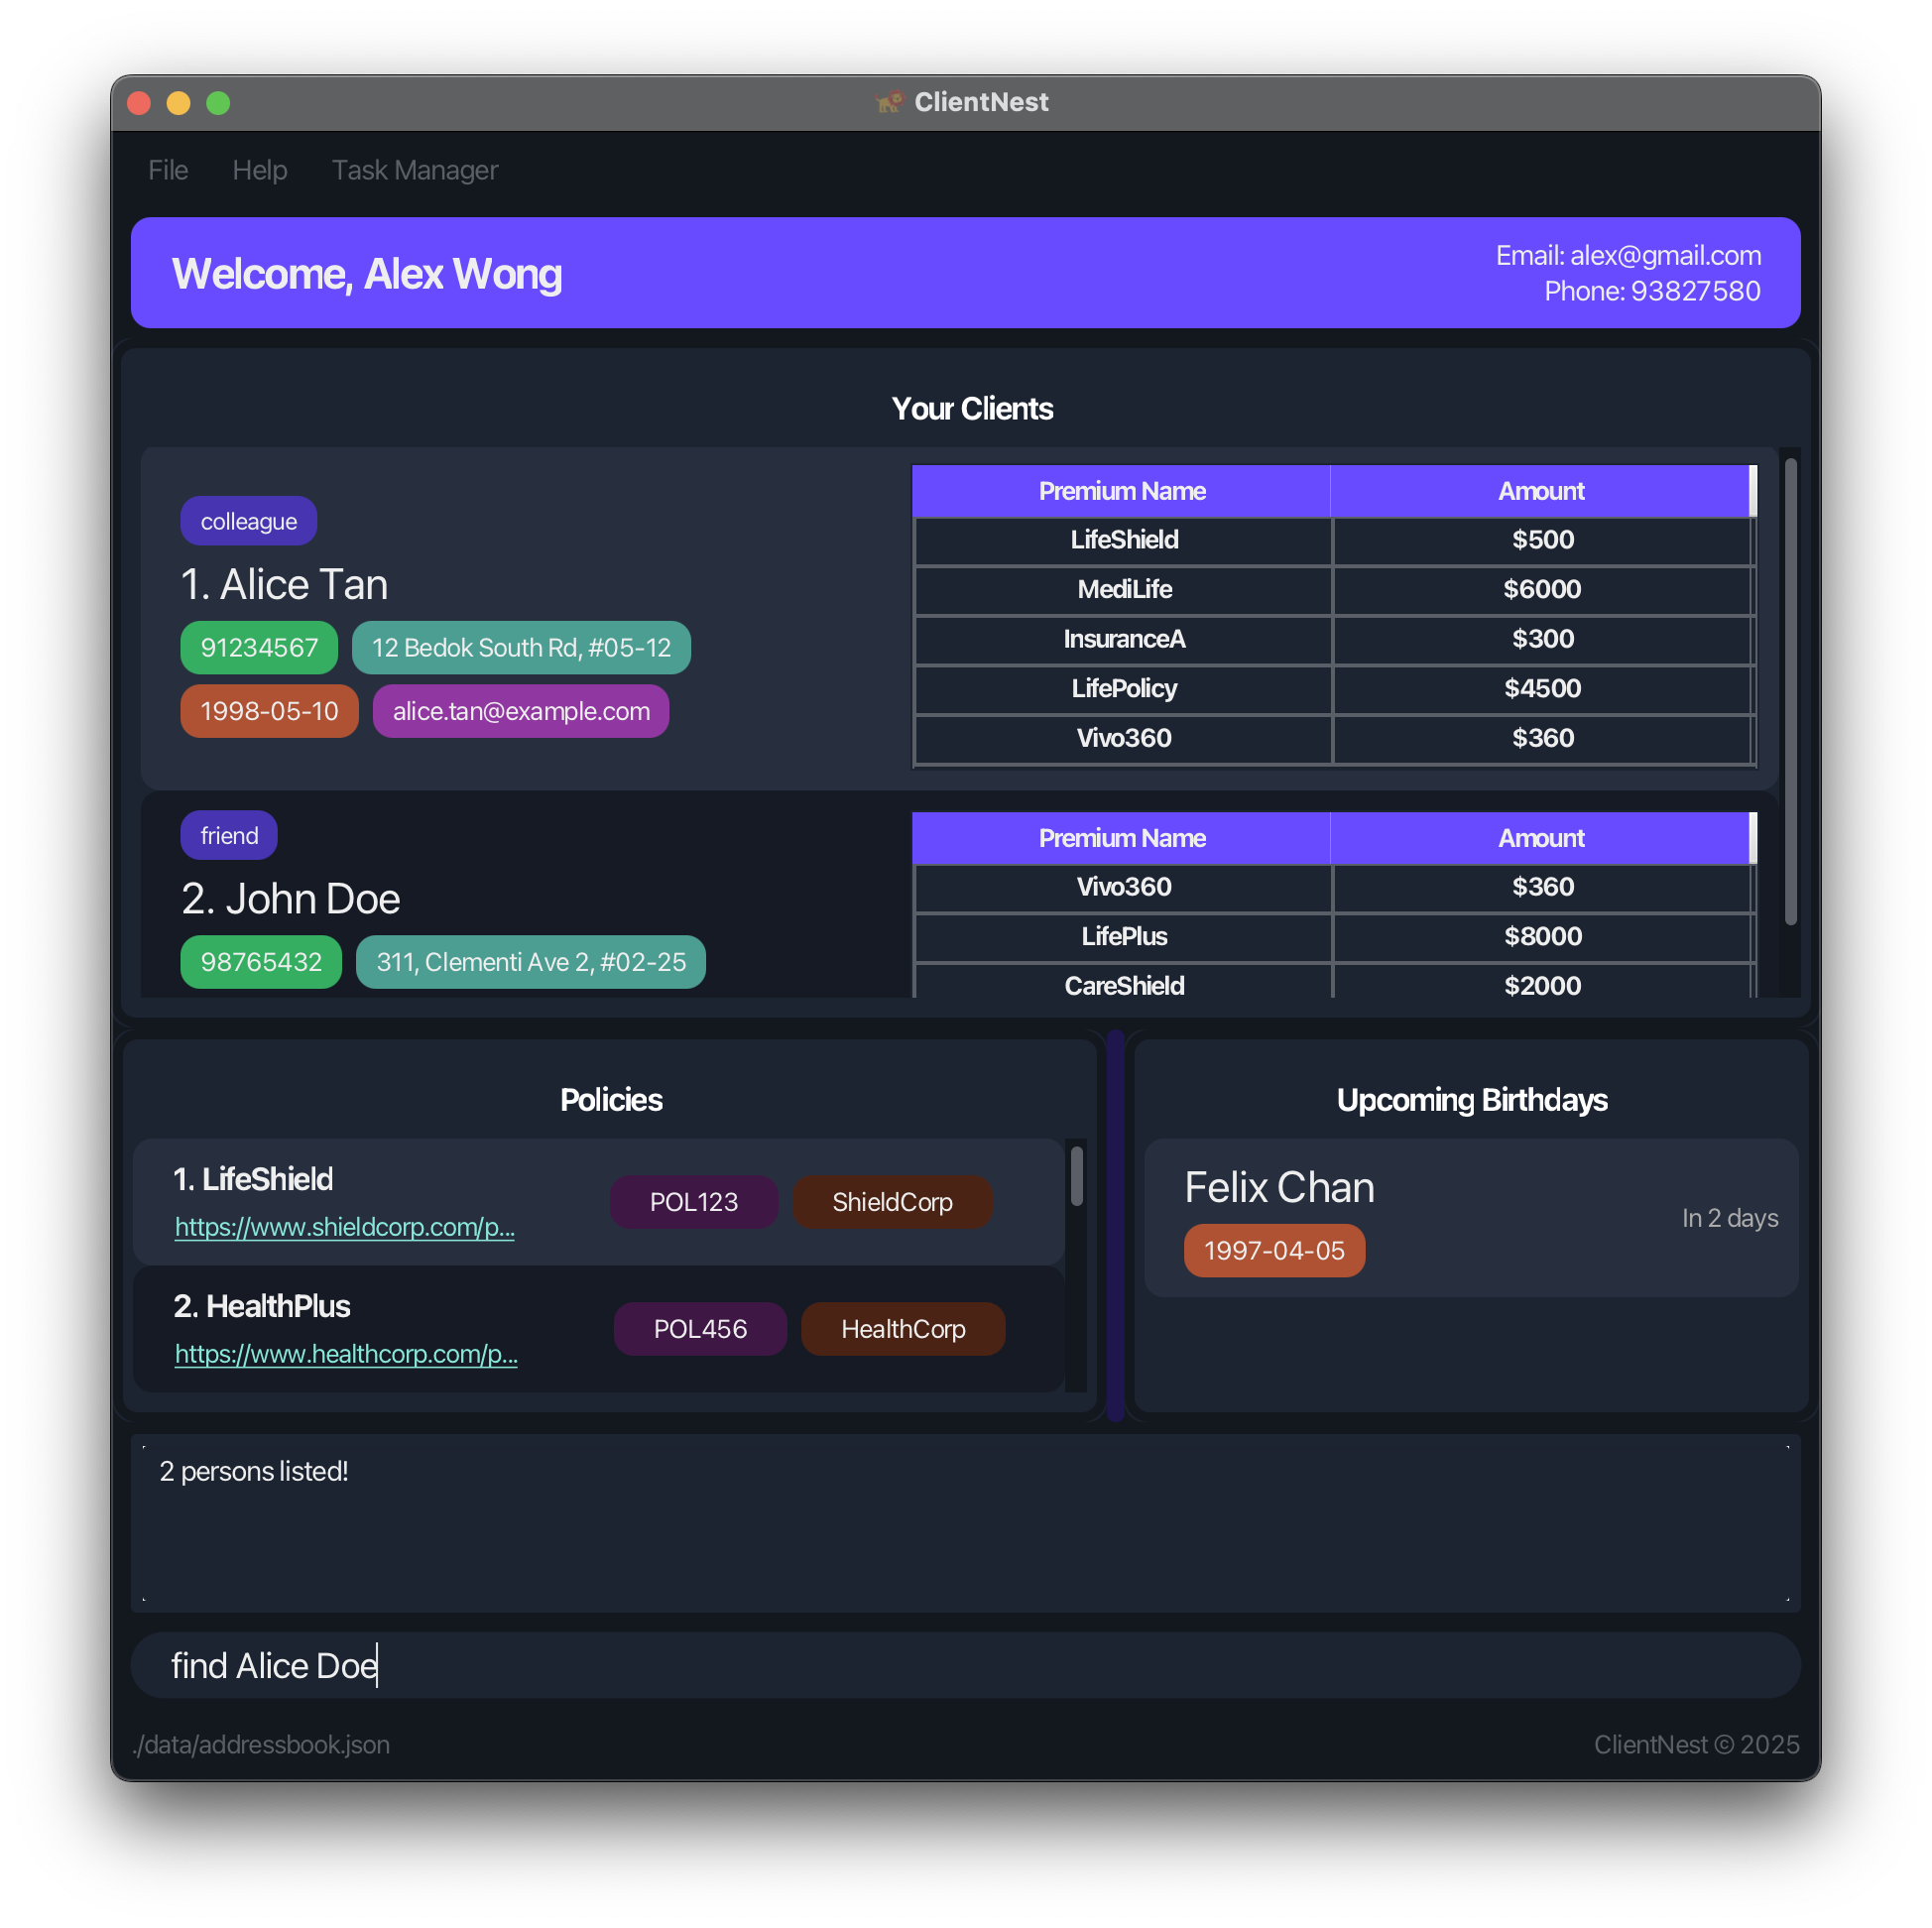 ClientNest
File Help Task Manager
Welcome, Alex Wong
Email: alex@gmail.com
Phone: 93827580
Your Clients
colleague
1. Alice Tan
91234567 12 Bedok South Rd, #05-12
1998-05-10 alice.tan@example.com
Premium Name Amount
LifeShield $500
MediLife $6000
InsuranceA $300
LifePolicy $4500
Vivo360 $360
friend
2. John Doe
98765432 311, Clementi Ave 2, #02-25
Premium Name Amount
Vivo360 $360
LifePlus $8000
CareShield $2000
Policies
1. LifeShield
https://www.shieldcorp.com/p...
POL123 ShieldCorp
2. HealthPlus
https://www.healthcorp.com/p...
POL456 HealthCorp
Upcoming Birthdays
Felix Chan
1997-04-05
In 2 days
2 persons listed!
find Alice Doe
./data/addressbook.json
ClientNest © 2025